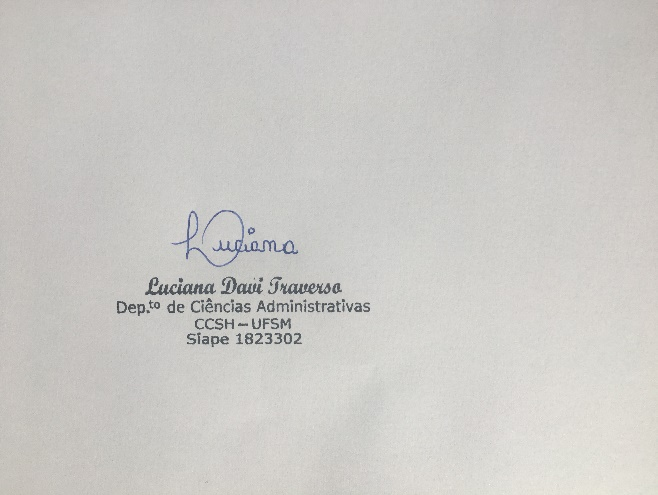 Luciana
Luciana Davi Traverso
Dep.to de Ciências Administrativas
CCSH – UFSM
Siape 1823302